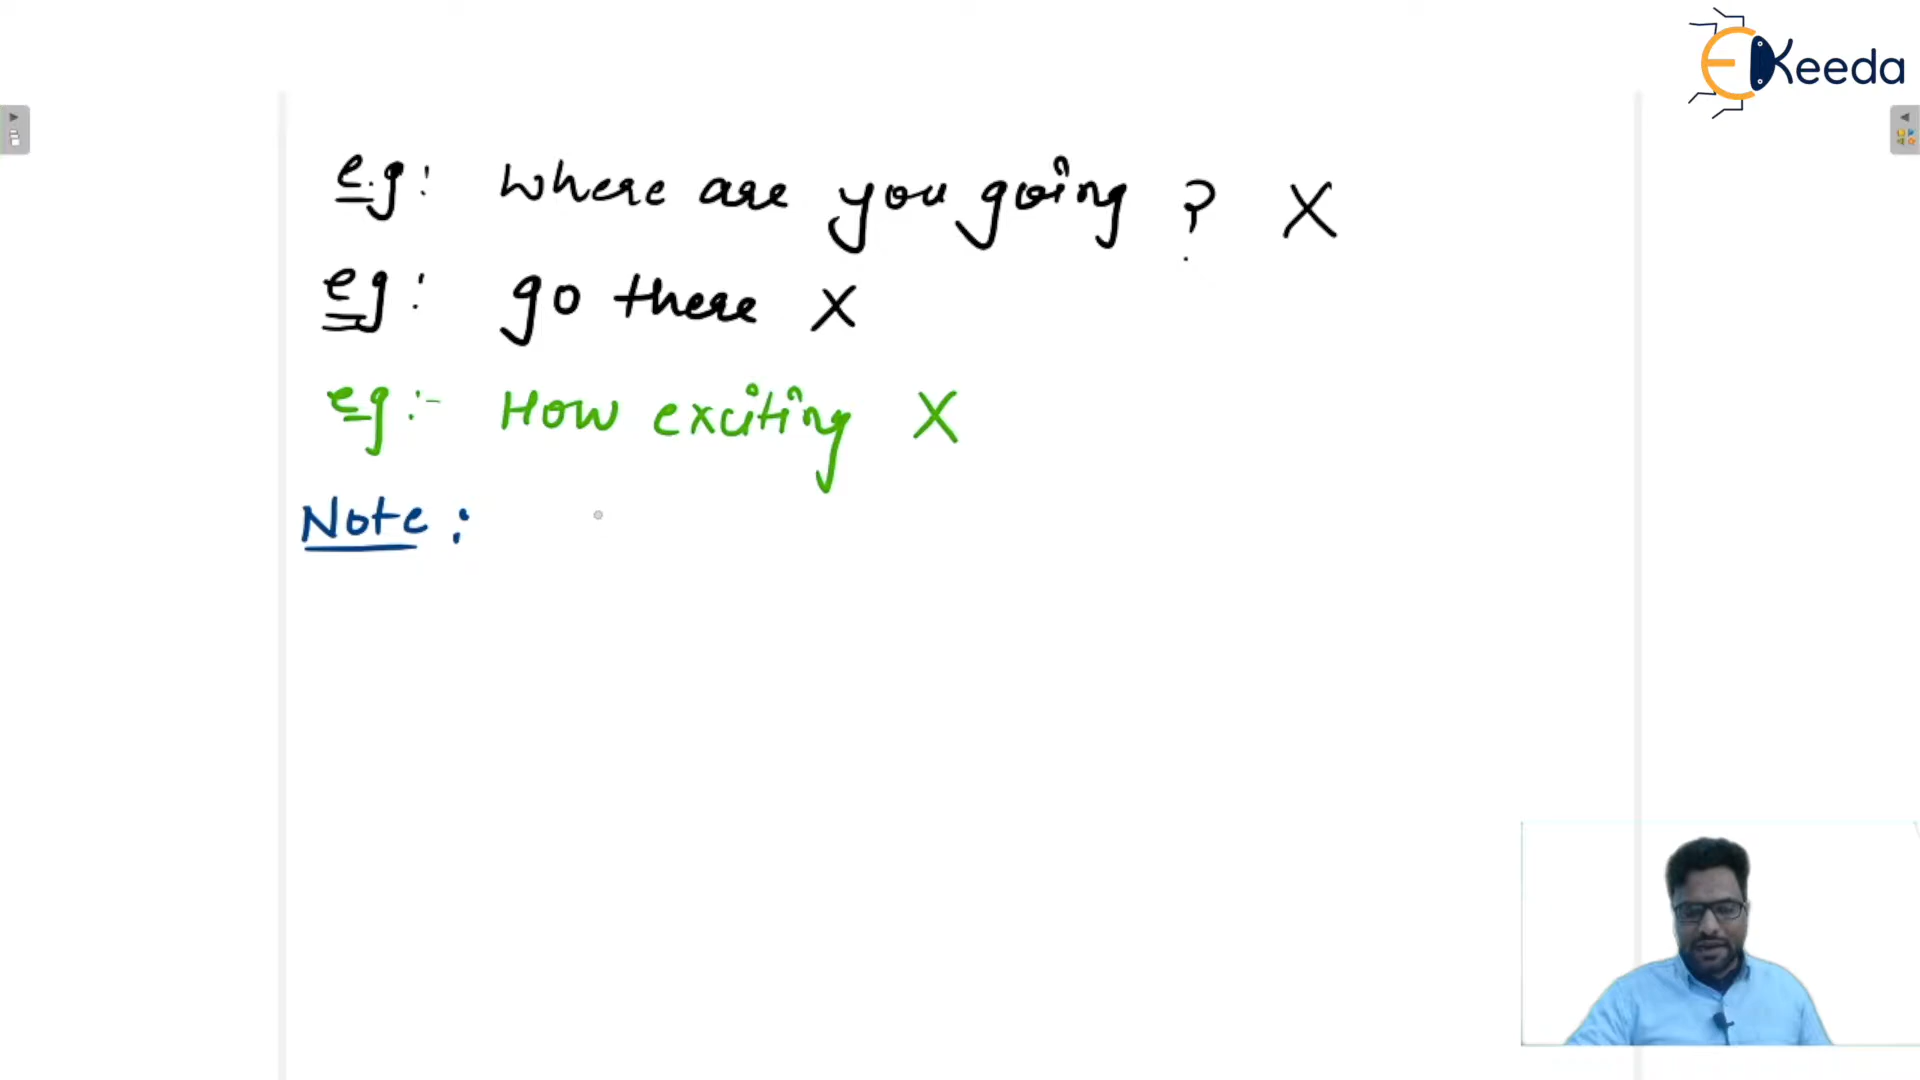 EKeeda
e.g: Where are you going ? X
eg: go there X
eg:- How exciting X
Note: